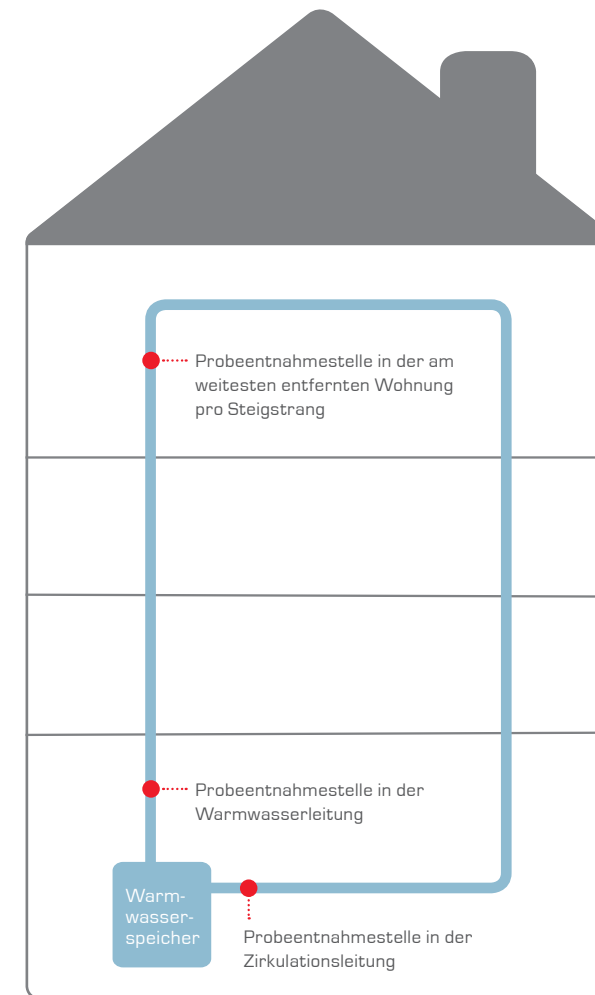 Probeentnahmestelle in der am
weitesten entfernten Wohnung
pro Steigstrang
Probeentnahmestelle in der
Warmwasserleitung
Warm-
wasser-
speicher
Probeentnahmestelle in der
Zirkulationsleitung